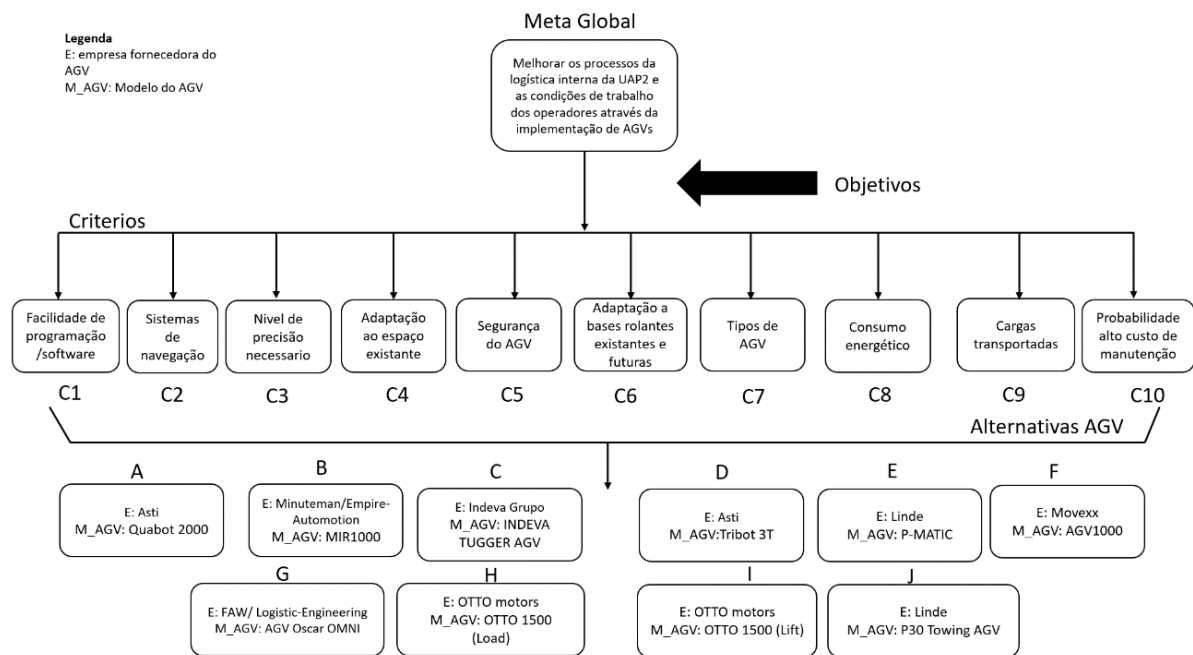 Meta Global
Legenda
E: empresa fornecedora do
AGV
M_AGV: Modelo do AGV
Melhorar os processos da
logística interna da UAP2 e
as condições de trabalho
dos operadores através da
implementação de AGVs
Objetivos
Criterios
Facilidade de
programação
/software
Sistemas
de
navegação
Nivel de
precisão
necessario
Adaptação
ao espaço
existante
Segurança
do AGV
Adaptação a
bases rolantes
existentes e
futuras
Tipos de
AGV
Consumo
energético
Cargas
transportadas
Probabilidade
alto custo de
manutenção
C1
C2
C3
C4
C5
C6
C7
C8
C9
C10
Alternativas AGV
A
E: Asti
M_AGV: Quabot 2000
B
E: Minuteman/Empire-
Automotion
M_AGV: MIR1000
C
E: Indeva Grupo
M_AGV: INDEVA
TUGGER AGV
D
E: Asti
M_AGV:Tribot 3T
E
E: Linde
M_AGV: P-MATIC
F
E: Movexx
M_AGV: AGV1000
G
E: FAW/ Logistic-Engineering
M_AGV: AGV Oscar OMNI
H
E: OTTO motors
M_AGV: OTTO 1500
(Load)
I
E: OTTO motors
M_AGV: OTTO 1500 (Lift)
J
E: Linde
M_AGV: P30 Towing AGV